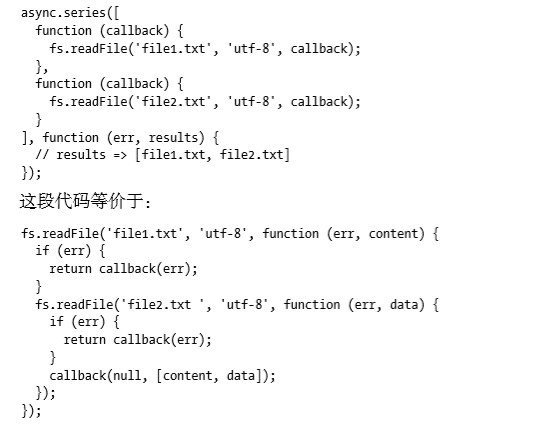 async.series([
  function (callback) {
    fs.readFile('file1.txt', 'utf-8', callback);
  },
  function (callback) {
    fs.readFile('file2.txt', 'utf-8', callback);
  }
], function (err, results) {
  // results => [file1.txt, file2.txt]
});
这段代码等价于：
fs.readFile('file1.txt', 'utf-8', function (err, content) {
  if (err) {
    return callback(err);
  }
  fs.readFile('file2.txt ', 'utf-8', function (err, data) {
    if (err) {
      return callback(err);
    }
    callback(null, [content, data]);
  });
});